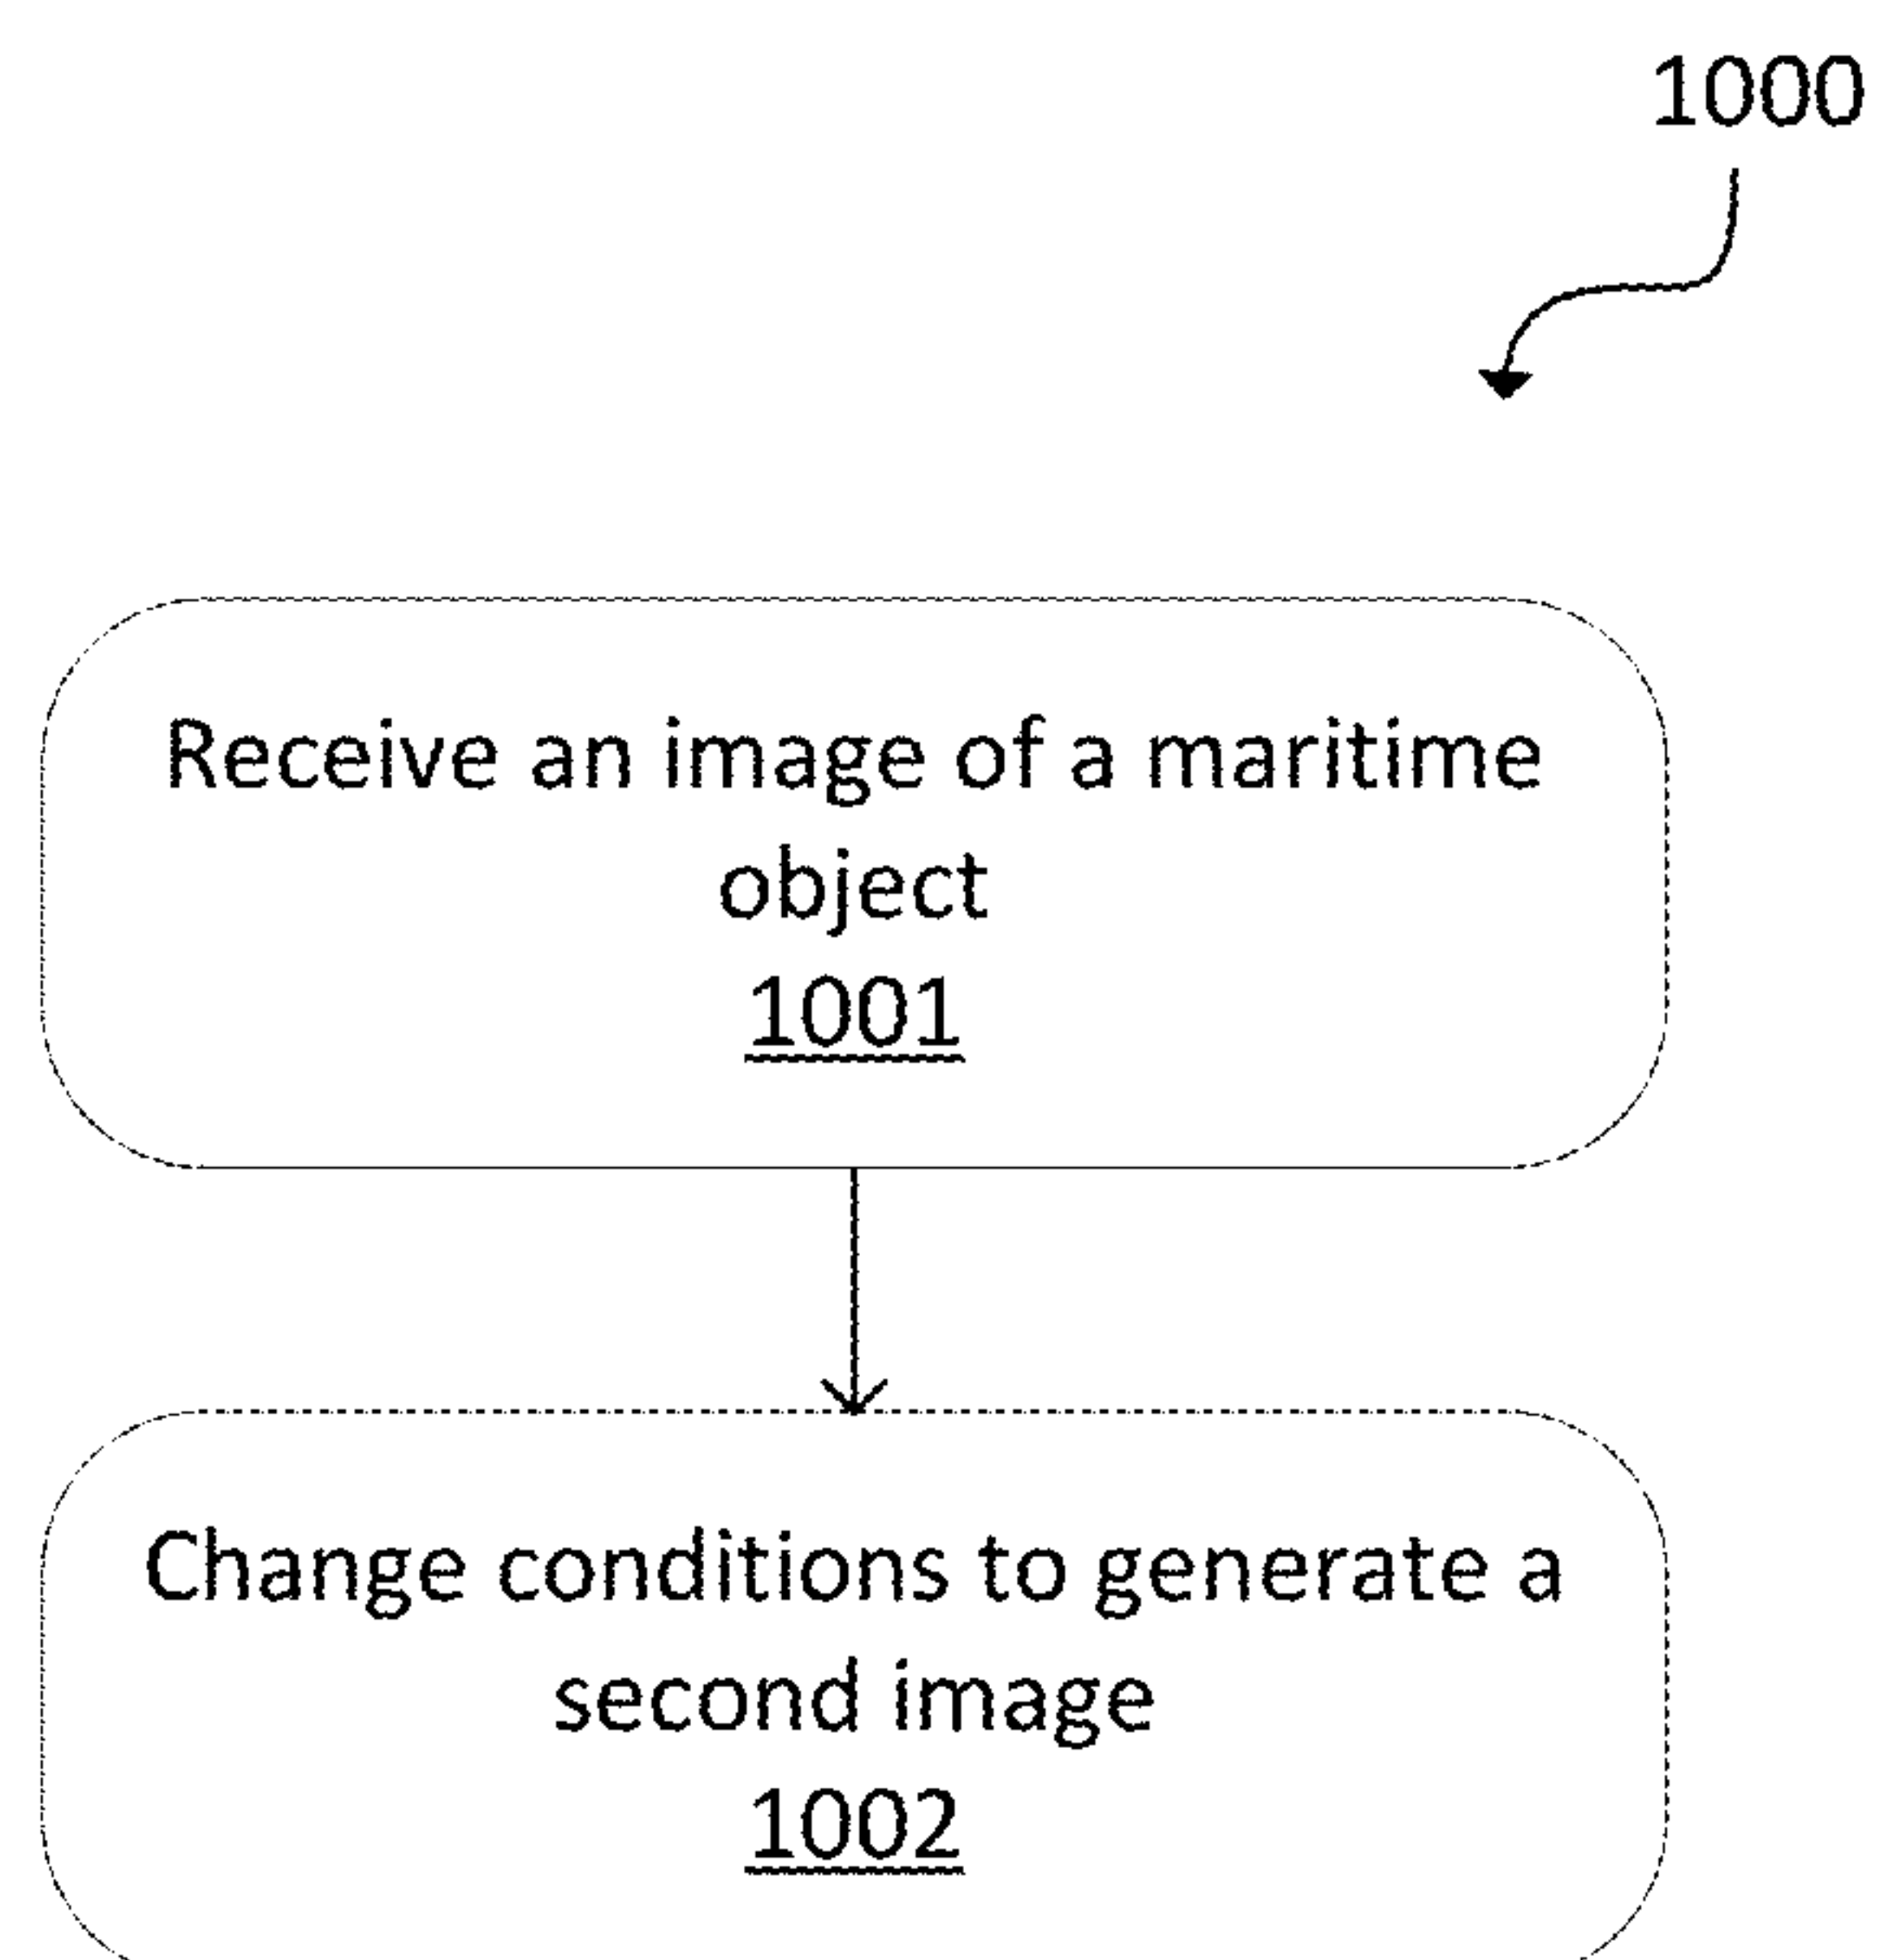 1000
Receive an image of a maritime
object
1001
Change conditions to generate a
second image
1002